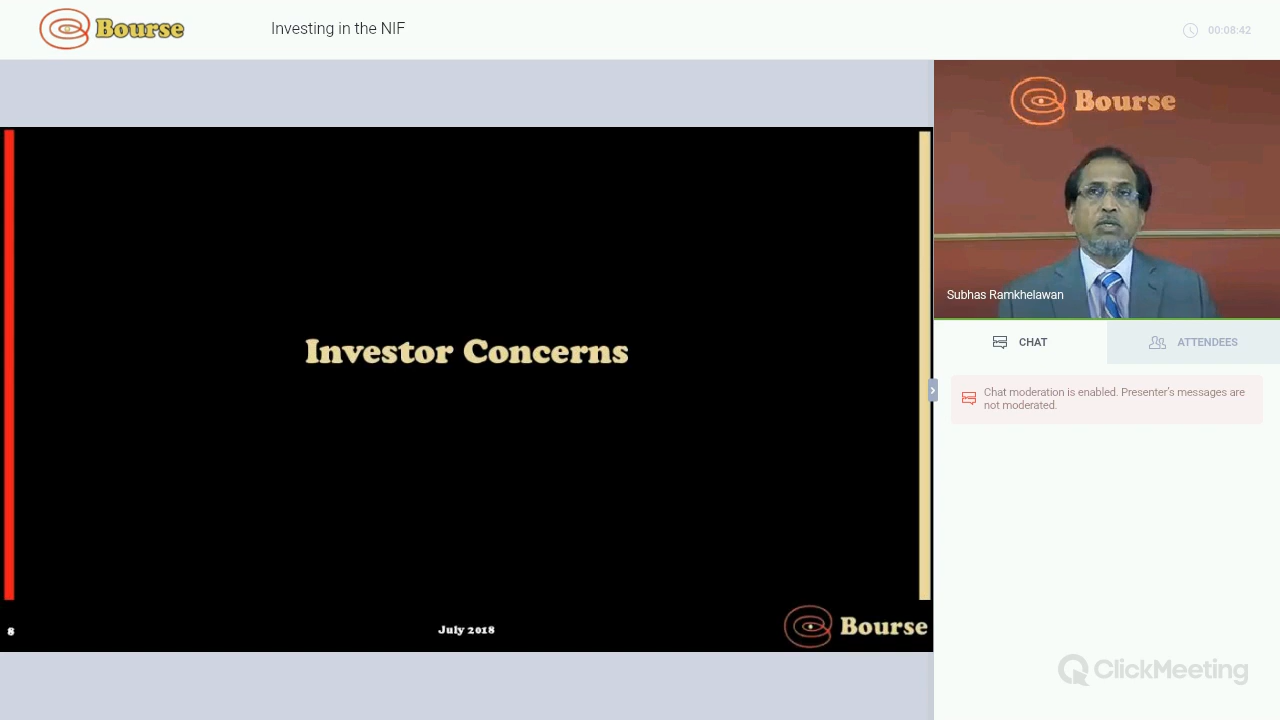 Bourse
Investing in the NIF
00:08:42
Bourse
Subhas Ramkhelawan
Investor Concerns
8
July 2018
Bourse
CHAT
ATTENDEES
Chat moderation is enabled. Presenter's messages are
not moderated.
ClickMeeting